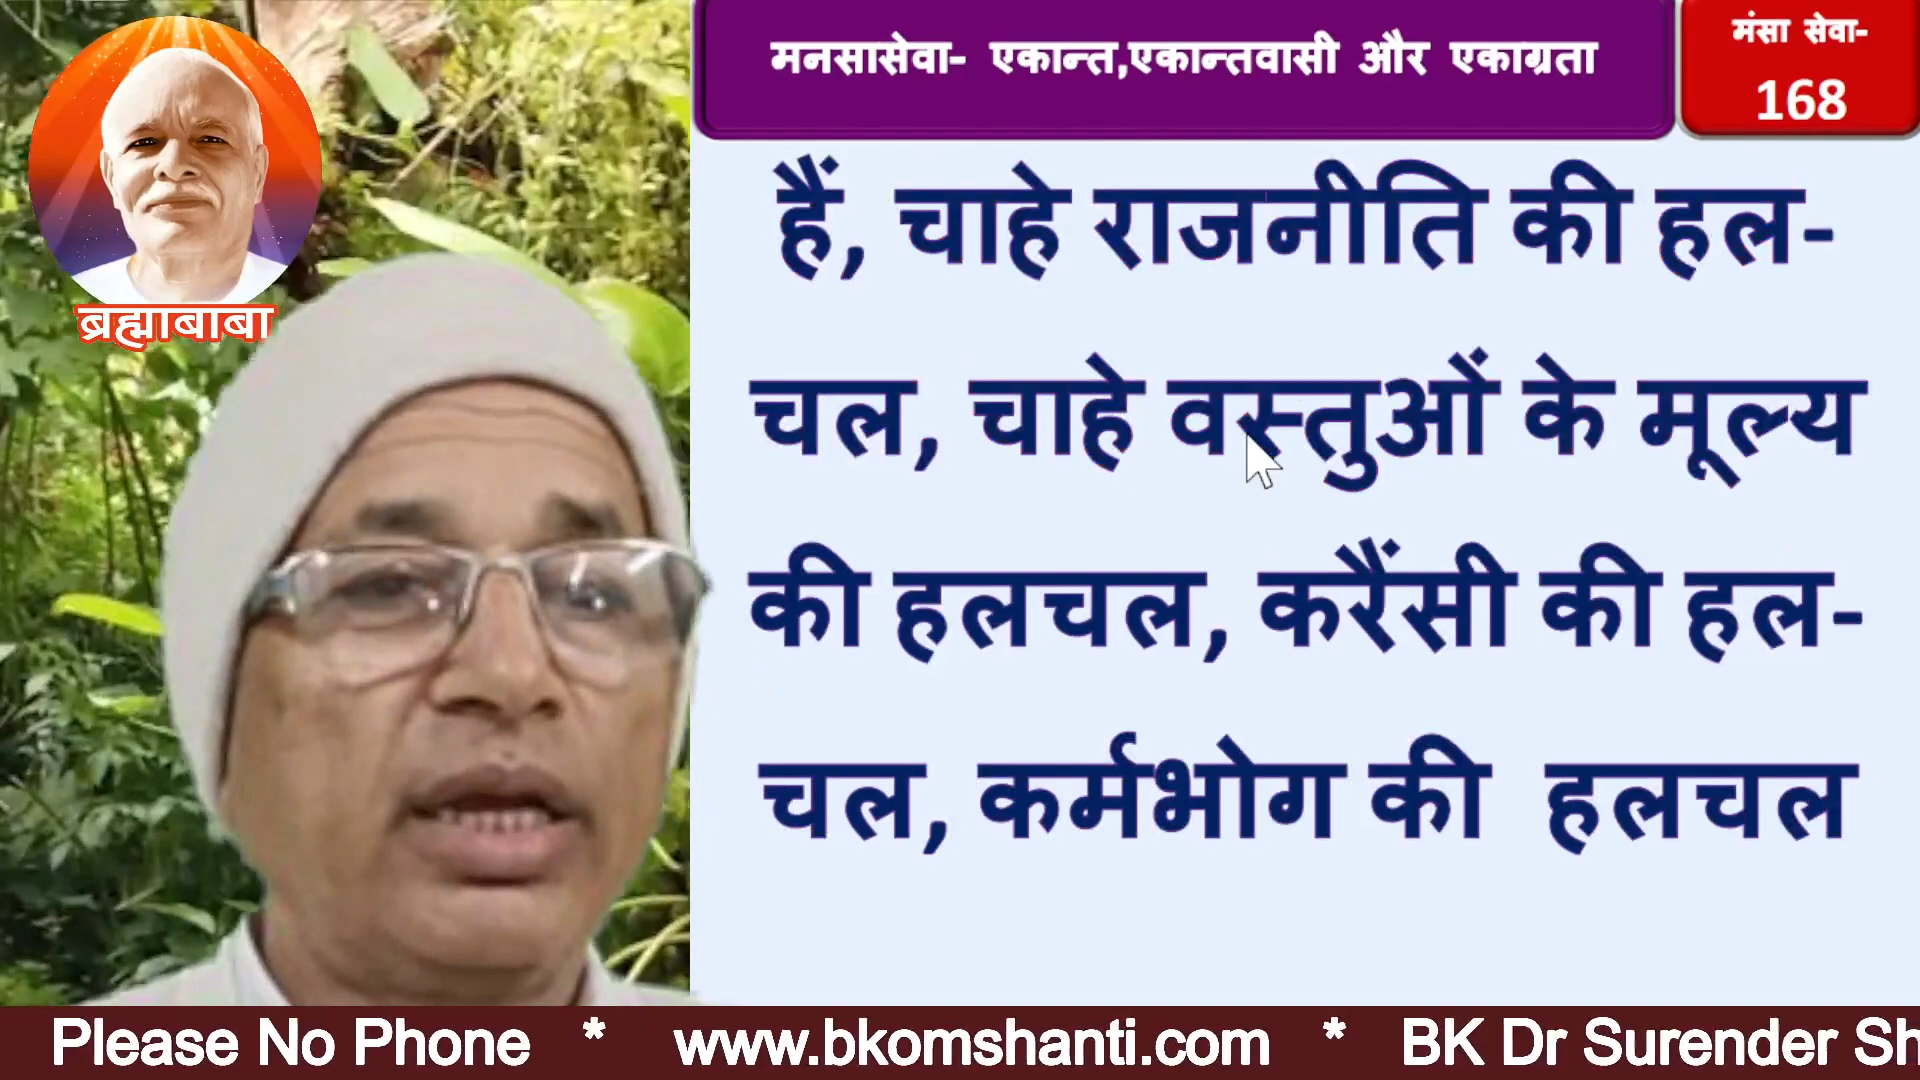 मनसासेवा- एकान्त,एकान्तवासी और एकाग्रता
मंसा सेवा-
168
ब्रह्माबाबा
हैं, चाहे राजनीति की हल-
चल, चाहे वस्तुओं के मूल्य
की हलचल, करैंसी की हल-
चल, कर्मभोग की हलचल
Please No Phone * www.bkomshanti.com * BK Dr Surender Sh